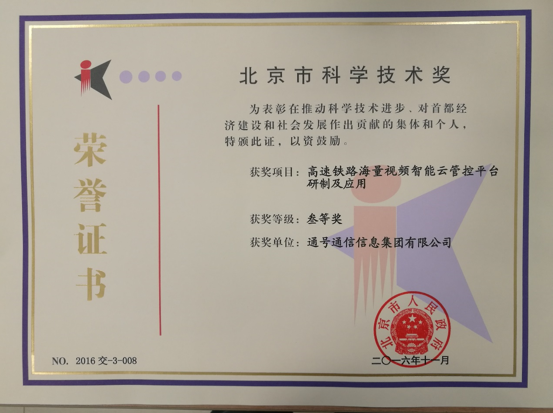 北京市科学技术奖
为表彰在推动科学技术进步、对首都经
济建设和社会发展作出贡献的集体和个人,
特颁此证,以资鼓励。
荣誉证书
获奖项目:高速铁路海量视频智能云管控平台
研制及应用
获奖等级:叁等奖
获奖单位:通号通信信息集团有限公司
北京市人民政府
二〇一六年十一月
NO. 2016 交-3-008